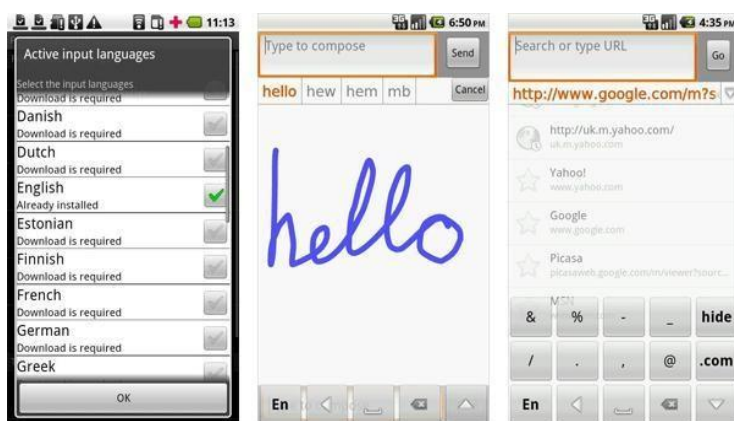 11:13
Active input languages
Select the input languages
Download is required
Danish
Download is required
Dutch
Download is required
English
Already installed
Estonian
Download is required
Finnish
Download is required
French
Download is required
German
Download is required
Greek
OK
3G 6:50 PM
Type to compose
Send
hello hew hem mb Cancel
hello
En
3G 4:35 PM
Search or type URL
Go
http://www.google.com/m?s
http://uk.m.yahoo.com/
uk.m.yahoo.com
Yahoo!
www.yahoo.com
Google
www.google.com
Picasa
picasaweb.google.com/m/viewer?sourc...
MSN
& % - _ hide
/ . , @ .com
En